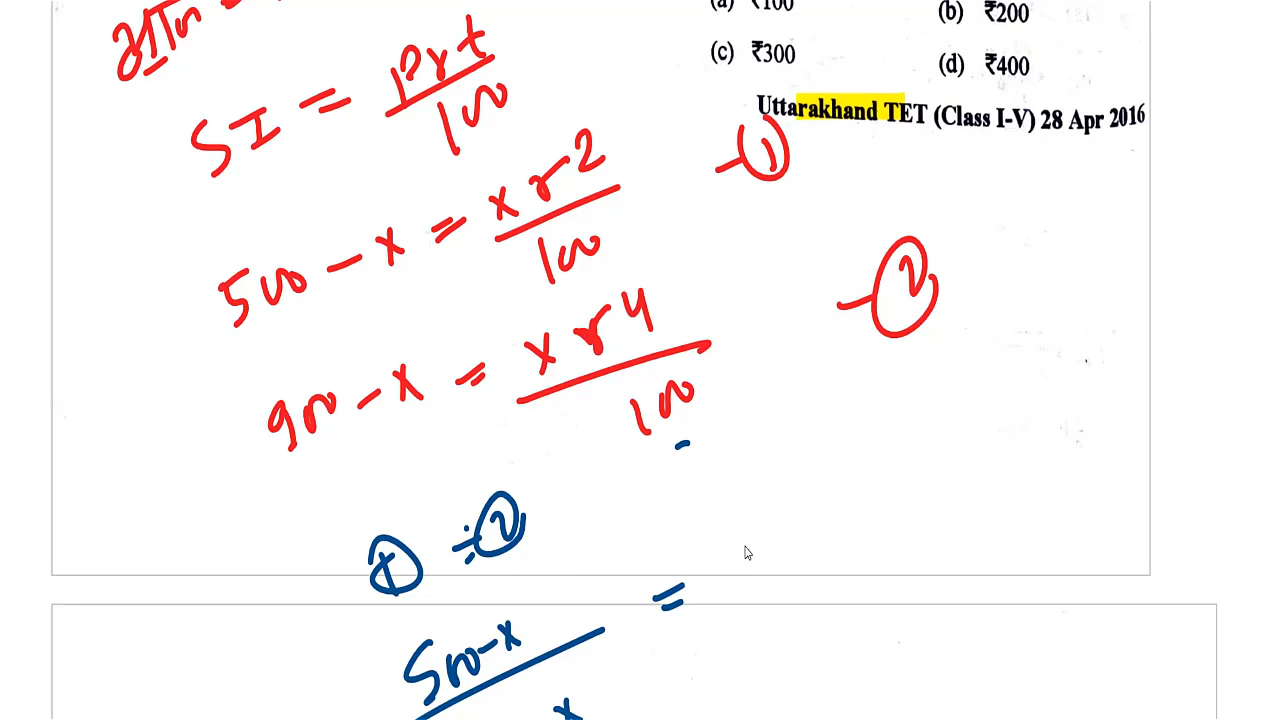 (a) ₹100
(b) ₹200
(c) ₹300
(d) ₹400
Uttarakhand TET (Class I-V) 28 Apr 2016
माना =
SI = Prt/100
500 - x = x r 2/100 - ①
900 - x = x r 4/100 - ②
① ÷ ②
500 - x =
x